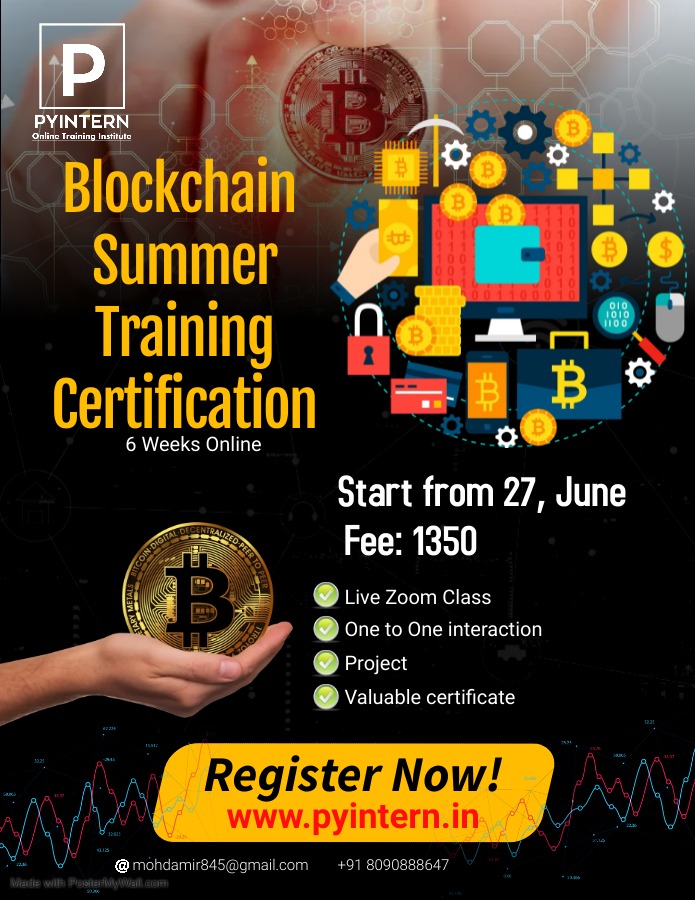 P
PYINTERN
Online Training Institute
Blockchain
Summer
Training
Certification
6 Weeks Online
Start from 27, June
Fee: 1350
Live Zoom Class
One to One interaction
Project
Valuable certificate
Register Now!
www.pyintern.in
@ mohdamir845@gmail.com +91 8090888647
Made with PosterMyWall.com